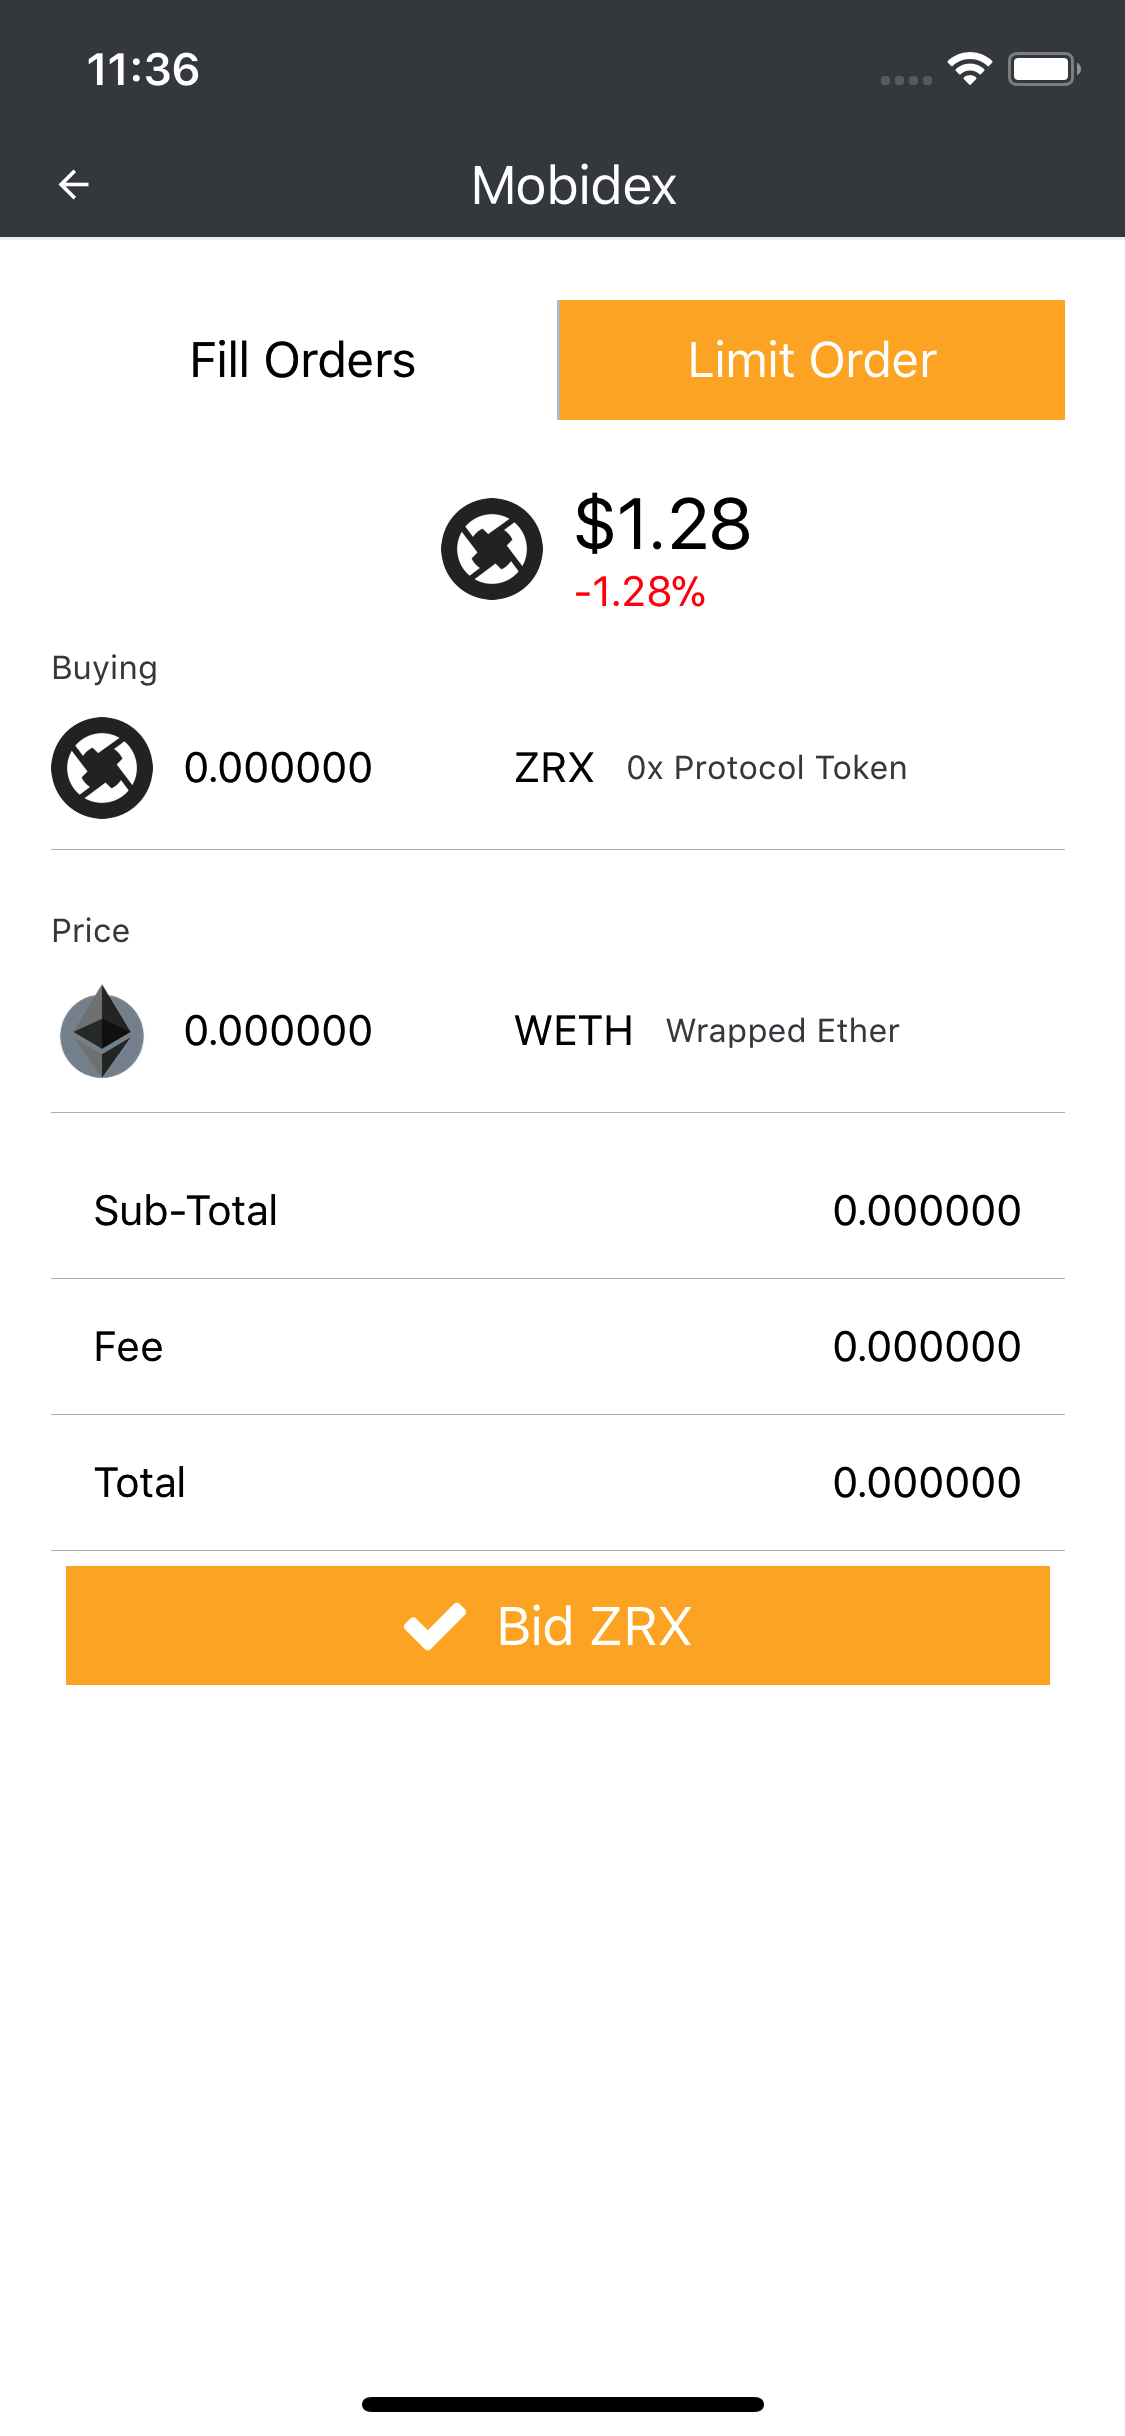 11:36
Mobidex
Fill Orders
Limit Order
$1.28
-1.28%
Buying
0.000000 ZRX 0x Protocol Token
Price
0.000000 WETH Wrapped Ether
Sub-Total 0.000000
Fee 0.000000
Total 0.000000
Bid ZRX